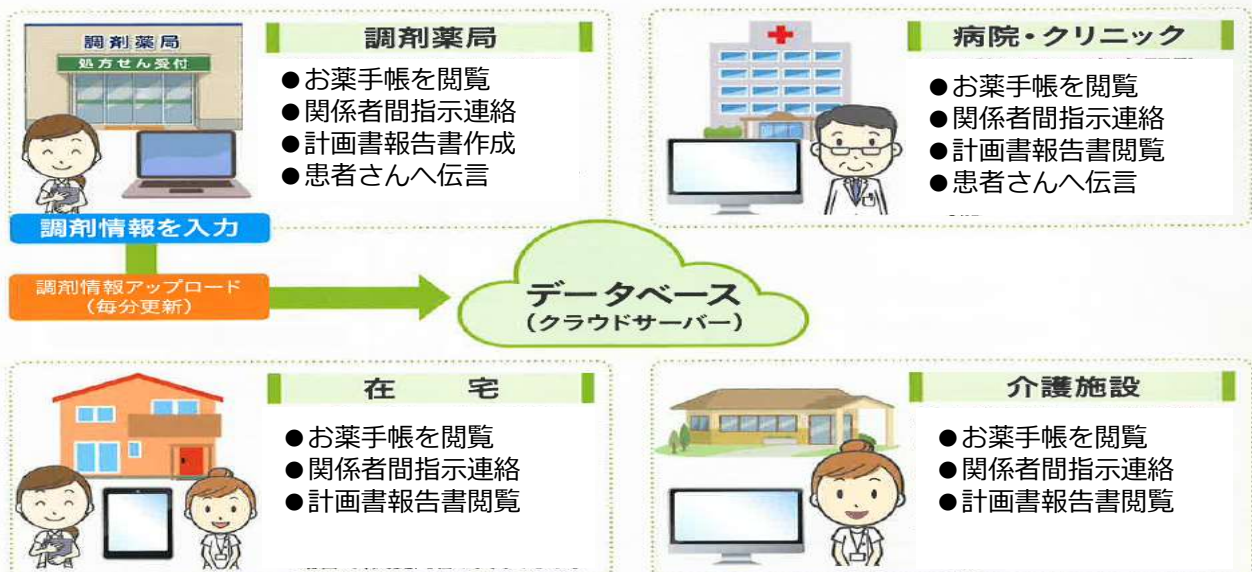 調剤薬局
処方せん受付
調剤薬局
●お薬手帳を閲覧
●関係者間指示連絡
●計画書報告書作成
●患者さんへ伝言
調剤情報を入力
調剤情報アップロード
(毎分更新)
病院・クリニック
●お薬手帳を閲覧
●関係者間指示連絡
●計画書報告書閲覧
●患者さんへ伝言
データベース
(クラウドサーバー)
在 宅
●お薬手帳を閲覧
●関係者間指示連絡
●計画書報告書閲覧
介護施設
●お薬手帳を閲覧
●関係者間指示連絡
●計画書報告書閲覧